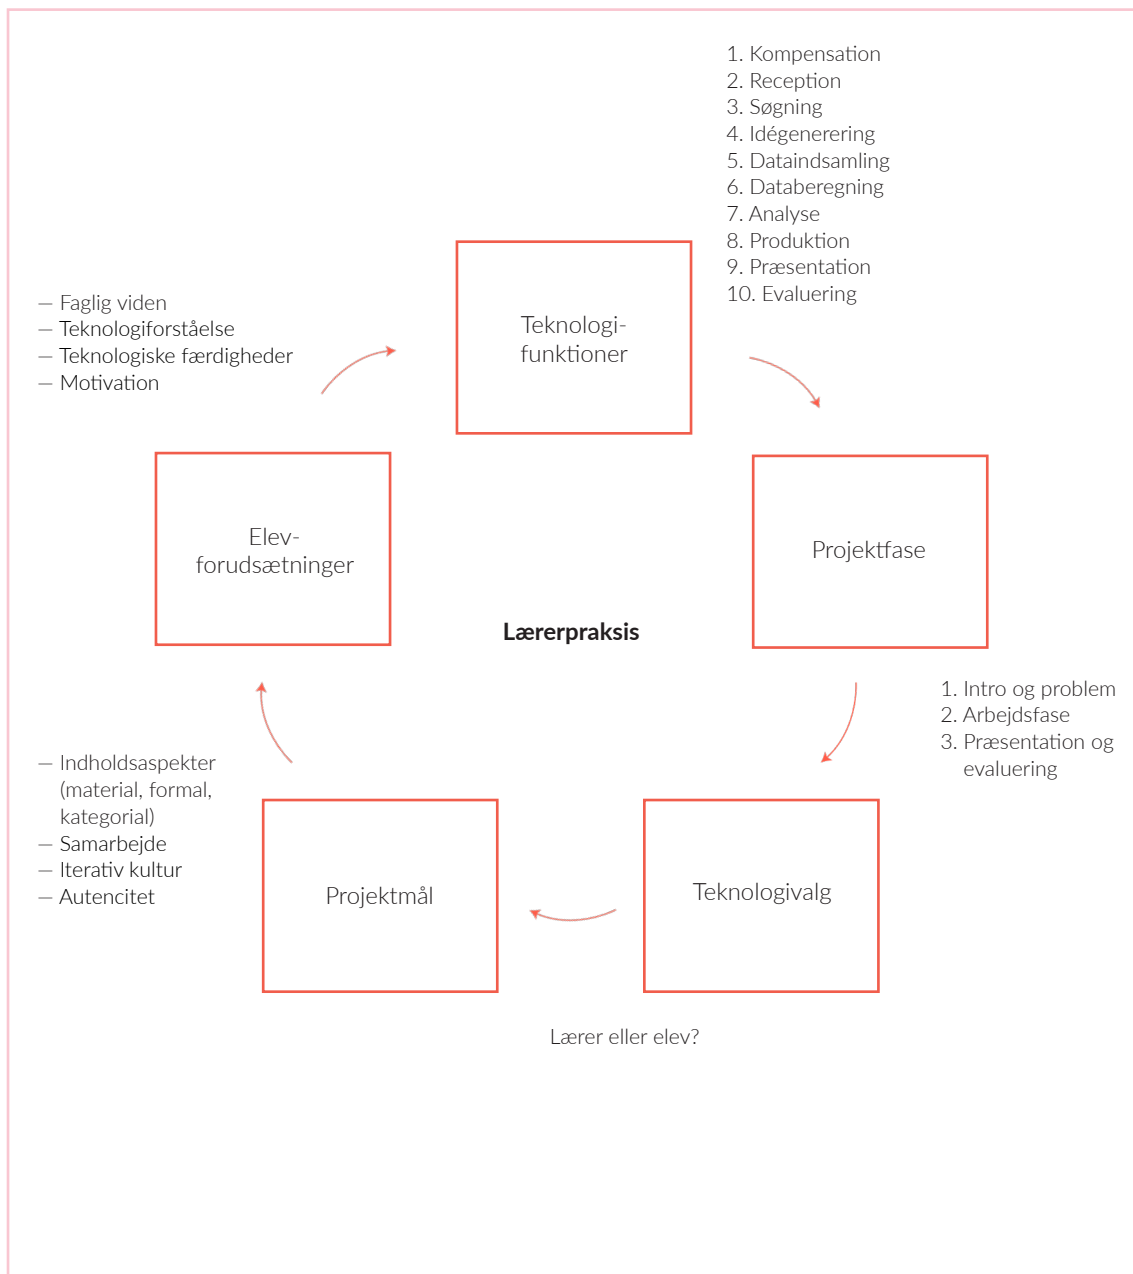 1. Kompensation
2. Reception
3. Søgning
4. Idégenerering
5. Dataindsamling
6. Databeregning
7. Analyse
8. Produktion
9. Præsentation
10. Evaluering
Teknologi-
funktioner
— Faglig viden
— Teknologiforståelse
— Teknologiske færdigheder
— Motivation
Elev-
forudsætninger
Projektfase
Lærerpraksis
1. Intro og problem
2. Arbejdsfase
3. Præsentation og
evaluering
— Indholdsaspekter
(material, formal,
kategorial)
— Samarbejde
— Iterativ kultur
— Autencitet
Projektmål
Teknologivalg
Lærer eller elev?